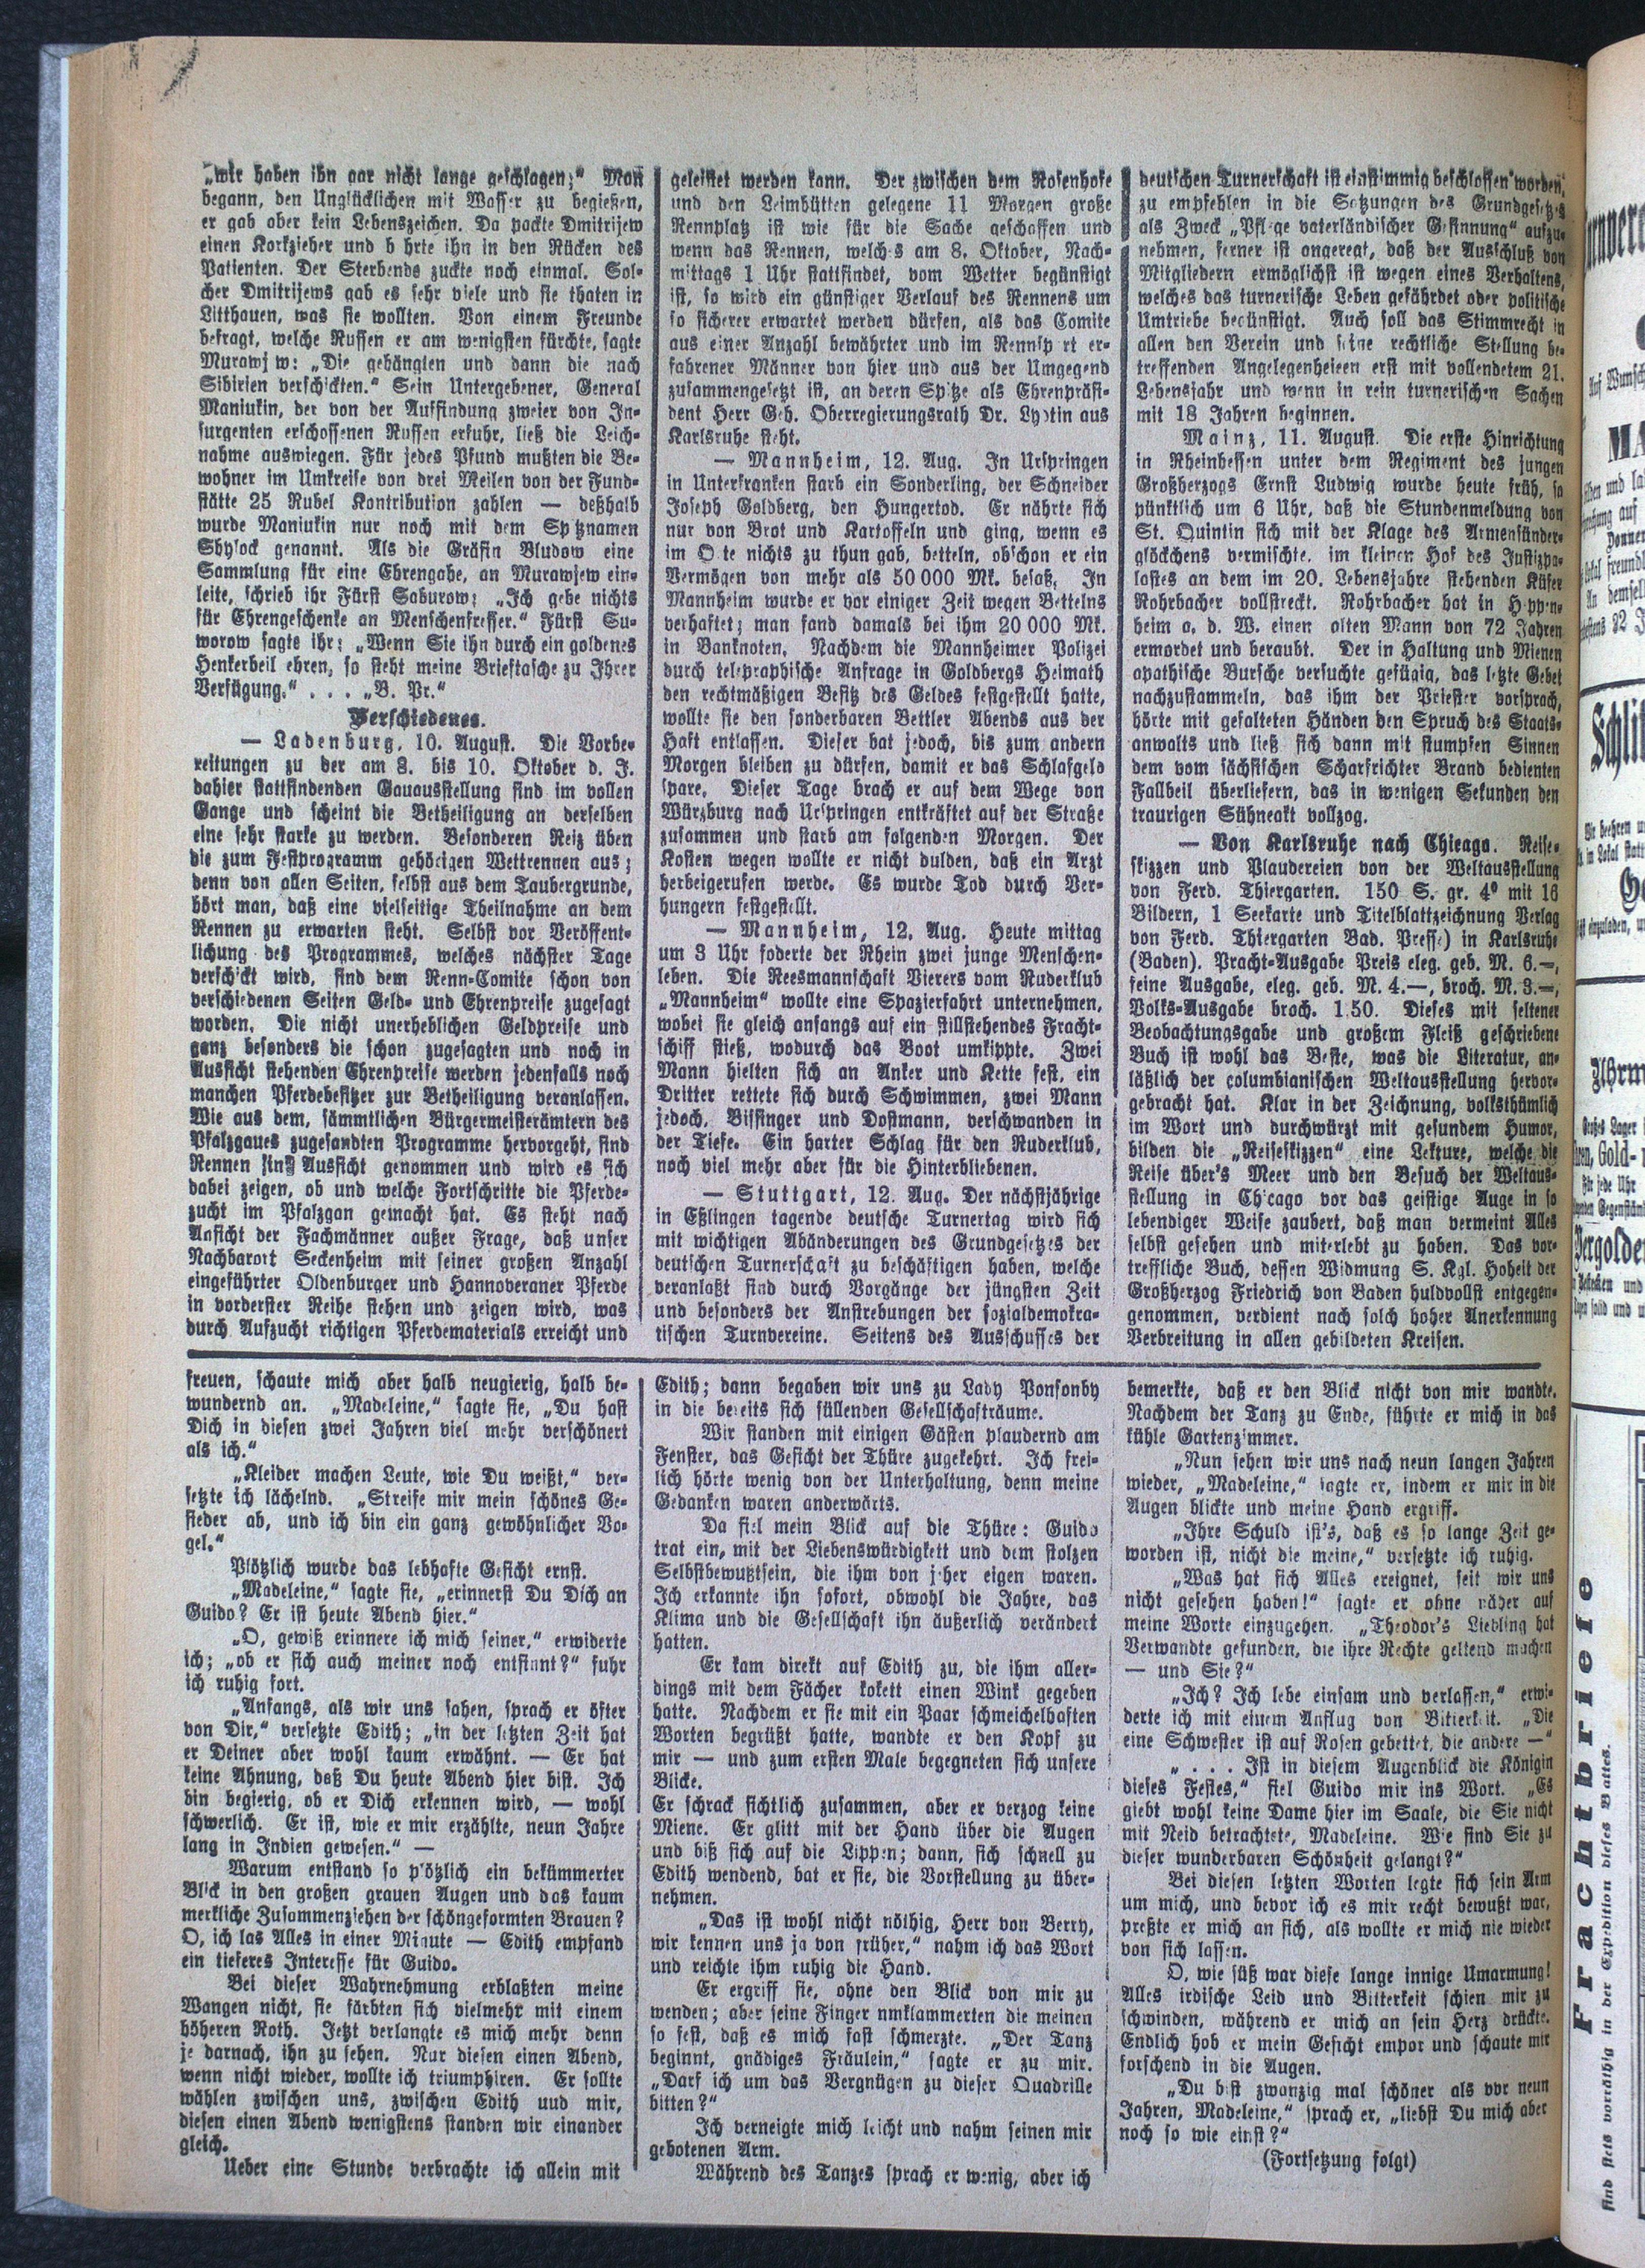 „wir haben ihn gar nicht lange geschlagen;“ Man
begann, den Unglücklichen mit Wasser zu begießen,
er gab aber kein Lebenszeichen. Da packte Dmitrijew
einen Korkzieher und b hrte ihn in den Rücken des
Patienten. Der Sterbende zuckte noch einmal. Sol-
cher Dmitrijews gab es sehr viele und sie thaten in
Litthauen, was sie wollten. Von einem Freunde
befragt, welche Russen er am wenigsten fürchte, sagte
Murawj w: „Die gehängten und dann die nach
Sibirien verschickten.“ Sein Untergebener, General
Maniukin, der von der Auffindung zweier von In-
surgenten erschossenen Russen erfuhr, ließ die Leich-
nahme auswiegen. Für jedes Pfund mußten die Be-
wohner im Umkreise von drei Meilen von der Fund-
stätte 25 Rubel Kontribution zahlen — deßhalb
wurde Maniukin nur noch mit dem Sp tznamen
Shylock genannt. Als die Gräfin Bludow eine
Sammlung für eine Ehrengabe, an Murawjew ein-
leite, schrieb ihr Fürst Saburow: „Ich gebe nichts
für Ehrengeschenke an Menschenfresser.“ Fürst Su-
worow sagte ihr: „Wenn Sie ihn durch ein goldenes
Henkerbeil ehren, so steht meine Brieftasche zu Ihrer
Verfügung.“ . . . „B. Pr.“
Verschiedenes.
— Ladenburg, 10. August. Die Vorbe-
reitungen zu der am 8. bis 10. Oktober d. J.
dahier stattfindenden Gauausstellung sind im vollen
Gange und scheint die Betheiligung an derselben
eine sehr starke zu werden. Besonderen Reiz üben
die zum Festprogramm gehörigen Wettrennen aus;
denn von allen Seiten, selbst aus dem Taubergrunde,
hört man, daß eine vielseitige Theilnahme an dem
Rennen zu erwarten steht. Selbst vor Veröffent-
lichung des Programmes, welches nächster Tage
verschickt wird, sind dem Renn-Comite schon von
verschiedenen Seiten Geld- und Ehrenpreise zugesagt
worden. Die nicht unerheblichen Geldpreise und
ganz besonders die schon zugesagten und noch in
Aussicht stehenden Ehrenpreise werden jedenfalls noch
manchen Pferdebesitzer zur Betheiligung veranlassen.
Wie aus dem, sämmtlichen Bürgermeisterämtern des
Pfalzgaues zugesandten Programme hervorgeht, sind
Rennen in Aussicht genommen und wird es sich
dabei zeigen, ob und welche Fortschritte die Pferde-
zucht im Pfalzgau gemacht hat. Es steht nach
Ansicht der Fachmänner außer Frage, daß unser
Nachbarort Seckenheim mit seiner großen Anzahl
eingeführter Oldenburger und Hannoveraner Pferde
in vorderster Reihe stehen und zeigen wird, was
durch Aufzucht richtigen Pferdematerials erreicht und
geleistet werden kann. Der zwischen dem Rosenhofe
und den Leimhütten gelegene 11 Morgen große
Rennplatz ist wie für die Sache geschaffen und
wenn das Rennen, welches am 8. Oktober, Nach-
mittags 1 Uhr stattfindet, vom Wetter begünstigt
ist, so wird ein günstiger Verlauf des Rennens um
so sicherer erwartet werden dürfen, als das Comite
aus einer Anzahl bewährter und im Rennsp rt er-
fahrener Männer von hier und aus der Umgegend
zusammengesetzt ist, an deren Spitze als Ehrenpräsi-
dent Herr Geh. Oberregierungsrath Dr. Lydtin aus
Karlsruhe steht.
— Mannheim, 12. Aug. In Urspringen
in Unterfranken starb ein Sonderling, der Schneider
Joseph Goldberg, den Hungertod. Er nährte sich
nur von Brot und Kartoffeln und ging, wenn es
im O te nichts zu thun gab, betteln, obschon er ein
Vermögen von mehr als 50 000 Mk. besaß. In
Mannheim wurde er vor einiger Zeit wegen Bettelns
verhaftet; man fand damals bei ihm 20 000 Mk.
in Banknoten. Nachdem die Mannheimer Polizei
durch telegraphische Anfrage in Goldbergs Heimath
den rechtmäßigen Besitz des Geldes festgestellt hatte,
wollte sie den sonderbaren Bettler Abends aus der
Haft entlassen. Dieser bat jedoch, bis zum andern
Morgen bleiben zu dürfen, damit er das Schlafgeld
spare. Dieser Tage brach er auf dem Wege von
Würzburg nach Urspringen entkräftet auf der Straße
zusammen und starb am folgenden Morgen. Der
Kosten wegen wollte er nicht dulden, daß ein Arzt
herbeigerufen werde. Es wurde Tod durch Ver-
hungern festgestellt.
— Mannheim, 12. Aug. Heute mittag
um 3 Uhr foderte der Rhein zwei junge Menschen-
leben. Die Reesmannschaft Vierers vom Ruderklub
„Mannheim“ wollte eine Spazierfahrt unternehmen,
wobei sie gleich anfangs auf ein stillstehendes Fracht-
schiff stieß, wodurch das Boot umkippte. Zwei
Mann hielten sich an Anker und Kette fest, ein
Dritter rettete sich durch Schwimmen, zwei Mann
jedoch, Bissinger und Dostmann, verschwanden in
der Tiefe. Ein harter Schlag für den Ruderklub,
noch viel mehr aber für die Hinterbliebenen.
— Stuttgart, 12. Aug. Der nächstjährige
in Eßlingen tagende deutsche Turnertag wird sich
mit wichtigen Abänderungen des Grundgesetzes der
deutschen Turnerschaft zu beschäftigen haben, welche
veranlaßt sind durch Vorgänge der jüngsten Zeit
und besonders der Anstrebungen der sozialdemokra-
tischen Turnvereine. Seitens des Ausschusses der
deutschen Turnerschaft ist einstimmig beschlossen worden,
zu empfehlen in die Satzungen des Grundgesetzes
als Zweck „Pflege vaterländischer Gesinnung“ aufzu-
nehmen, ferner ist angeregt, daß der Ausschluß von
Mitgliedern ermöglichst ist wegen eines Verhaltens,
welches das turnerische Leben gefährdet oder politische
Umtriebe begünstigt. Auch soll das Stimmrecht in
allen den Verein und seine rechtliche Stellung be-
treffenden Angelegenheieen erst mit vollendetem 21.
Lebensjahr und wenn in rein turnerischen Sachen
mit 18 Jahren beginnen.
Mainz, 11. August. Die erste Hinrichtung
in Rheinhessen unter dem Regiment des jungen
Großherzogs Ernst Ludwig wurde heute früh, so
pünktlich um 6 Uhr, daß die Stundenmeldung von
St. Quintin sich mit der Klage des Armensünder-
glöckchens vermischte, im kleinen Hof des Justizpa-
lastes an dem im 20. Lebensjahre stehenden Küfer
Rohrbacher vollstreckt. Rohrbacher hat in H ppen-
heim a. d. W. einen alten Mann von 72 Jahren
ermordet und beraubt. Der in Haltung und Mienen
apathische Bursche versuchte gefügig, das letzte Gebet
nachzustammeln, das ihm der Priester vorsprach,
hörte mit gefalteten Händen den Spruch des Staats-
anwalts und ließ sich dann mit stumpfen Sinnen
dem vom sächsischen Scharfrichter Brand bedienten
Fallbeil überliefern, das in wenigen Sekunden den
traurigen Sühneakt vollzog.
— Von Karlsruhe nach Chicago. Reise-
skizzen und Plaudereien von der Weltausstellung
von Ferd. Thiergarten. 150 S. gr. 4° mit 16
Bildern, 1 Seekarte und Titelblattzeichnung Verlag
von Ferd. Thiergarten Bad. Presse) in Karlsruhe
(Baden). Pracht-Ausgabe Preis eleg. geb. M. 6.—,
feine Ausgabe, eleg. geb. M. 4.—, broch. M. 3.—,
Volks-Ausgabe broch. 1.50. Dieses mit seltener
Beobachtungsgabe und großem Fleiß geschriebene
Buch ist wohl das Beste, was die Literatur, an-
läßlich der columbianischen Weltausstellung hervor-
gebracht hat. Klar in der Zeichnung, volksthümlich
im Wort und durchwürzt mit gesundem Humor,
bilden die „Reiseskizzen“ eine Lekture, welche die
Reise über's Meer und den Besuch der Weltaus-
stellung in Chicago vor das geistige Auge in so
lebendiger Weise zaubert, daß man vermeint Alles
selbst gesehen und miterlebt zu haben. Das vor-
treffliche Buch, dessen Widmung S. Kgl. Hoheit der
Großherzog Friedrich von Baden huldvollst entgegen-
genommen, verdient nach solch hoher Anerkennung
Verbreitung in allen gebildeten Kreisen.
freuen, schaute mich aber halb neugierig, halb be-
wundernd an. „Madeleine,“ sagte sie, „Du hast
Dich in diesen zwei Jahren viel mehr verschönert
als ich.“
„Kleider machen Leute, wie Du weißt,“ ver-
setzte ich lächelnd. „Streife mir mein schönes Ge-
fieder ab, und ich bin ein ganz gewöhnlicher Vo-
gel.“
Plötzlich wurde das lebhafte Gesicht ernst.
„Madeleine,“ sagte sie, „erinnerst Du Dich an
Guido? Er ist heute Abend hier.“
„O, gewiß erinnere ich mich seiner,“ erwiderte
ich; „ob er sich auch meiner noch entsinnt?“ fuhr
ich ruhig fort.
„Anfangs, als wir uns sahen, sprach er öfter
von Dir,“ versetzte Edith; „in der letzten Zeit hat
er Deiner aber wohl kaum erwähnt. — Er hat
keine Ahnung, daß Du heute Abend hier bist. Ich
bin begierig, ob er Dich erkennen wird, — wohl
schwerlich. Er ist, wie er mir erzählte, neun Jahre
lang in Indien gewesen.“ —
Warum entstand so plötzlich ein bekümmerter
Blick in den großen grauen Augen und das kaum
merkliche Zusammenziehen der schöngeformten Brauen?
O, ich las Alles in einer Minute — Edith empfand
ein tieferes Interesse für Guido.
Bei dieser Wahrnehmung erblaßten meine
Wangen nicht, sie färbten sich vielmehr mit einem
höheren Roth. Jetzt verlangte es mich mehr denn
je darnach, ihn zu sehen. Nur diesen einen Abend,
wenn nicht wieder, wollte ich triumphiren. Er sollte
wählen zwischen uns, zwischen Edith und mir,
diesen einen Abend wenigstens standen wir einander
gleich.
Ueber eine Stunde verbrachte ich allein mit
Edith; dann begaben wir uns zu Lady Ponsonby
in die bereits sich füllenden Gesellschafträume.
Wir standen mit einigen Gästen plaudernd am
Fenster, das Gesicht der Thüre zugekehrt. Ich frei-
lich hörte wenig von der Unterhaltung, denn meine
Gedanken waren anderwärts.
Da fiel mein Blick auf die Thüre: Guido
trat ein, mit der Liebenswürdigkett und dem stolzen
Selbstbewußtsein, die ihm von jeher eigen waren.
Ich erkannte ihn sofort, obwohl die Jahre, das
Klima und die Gesellschaft ihn äußerlich verändert
hatten.
Er kam direkt auf Edith zu, die ihm aller-
dings mit dem Fächer kokett einen Wink gegeben
hatte. Nachdem er sie mit ein Paar schmeichelhaften
Worten begrüßt hatte, wandte er den Kopf zu
mir — und zum ersten Male begegneten sich unsere
Blicke.
Er schrack sichtlich zusammen, aber er verzog keine
Miene. Er glitt mit der Hand über die Augen
und biß sich auf die Lippen; dann, sich schnell zu
Edith wendend, bat er sie, die Vorstellung zu über-
nehmen.
„Das ist wohl nicht nöthig, Herr von Berry,
wir kennen uns ja von früher,“ nahm ich das Wort
und reichte ihm ruhig die Hand.
Er ergriff sie, ohne den Blick von mir zu
wenden; aber seine Finger nmklammerten die meinen
so fest, daß es mich fast schmerzte. „Der Tanz
beginnt, gnädiges Fräulein,“ sagte er zu mir.
„Darf ich um das Vergnügen zu dieser Quadrille
bitten?“
Ich verneigte mich leicht und nahm seinen mir
gebotenen Arm.
Während des Tanzes sprach er wenig, aber ich
bemerkte, daß er den Blick nicht von mir wandte.
Nachdem der Tanz zu Ende, führte er mich in das
kühle Gartenzimmer.
„Nun sehen wir uns nach neun langen Jahren
wieder, „Madeleine,“ sagte er, indem er mir in die
Augen blickte und meine Hand ergriff.
„Ihre Schuld ist's, daß es so lange Zeit ge-
worden ist, nicht die meine,“ versetzte ich ruhig.
„Was hat sich Alles ereignet, seit wir uns
nicht gesehen haben!“ sagte er ohne näher auf
meine Worte einzugehen. „Theodor's Liebling hat
Verwandte gefunden, die ihre Rechte geltend machen
— und Sie?“
„Ich? Ich lebe einsam und verlassen,“ erwi-
derte ich mit einem Anflug von Bitterkeit. „Die
eine Schwester ist auf Rosen gebettet, die andere —“
„ . . . Ist in diesem Augenblick die Königin
dieses Festes,“ fiel Guido mir ins Wort. „Es
giebt wohl keine Dame hier im Saale, die Sie nicht
mit Neid betrachtete, Madeleine. Wie sind Sie zu
dieser wunderbaren Schönheit gelangt?“
Bei diesen letzten Worten legte sich sein Arm
um mich, und bevor ich es mir recht bewußt war,
preßte er mich an sich, als wollte er mich nie wieder
von sich lassen.
O, wie süß war diese lange innige Umarmung!
Alles irdische Leid und Bitterkeit schien mir zu
schwinden, während er mich an sein Herz drückte.
Endlich hob er mein Gesicht empor und schaute mir
forschend in die Augen.
„Du bist zwanzig mal schöner als vor neun
Jahren, Madeleine,“ sprach er, „liebst Du mich aber
noch so wie einst?“
(Fortsetzung folgt)
Frachtbriefe
sind stets vorräthig in der Expedition dieses Blattes.